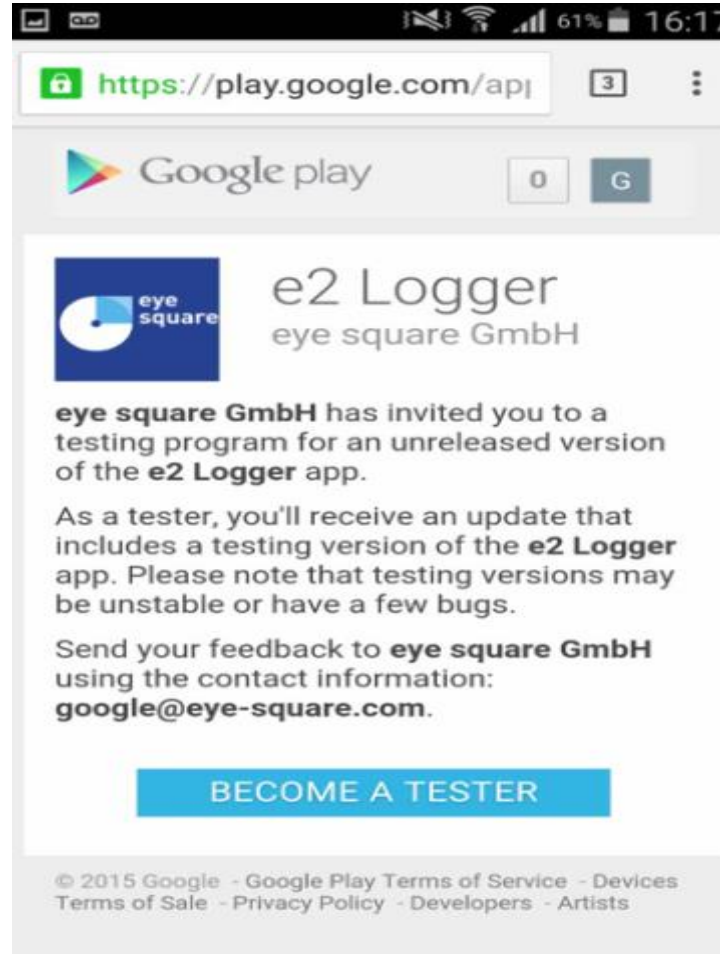 61% 16:17
https://play.google.com/app
3
Google play
0
G
eye
square
e2 Logger
eye square GmbH
eye square GmbH has invited you to a
testing program for an unreleased version
of the e2 Logger app.
As a tester, you'll receive an update that
includes a testing version of the e2 Logger
app. Please note that testing versions may
be unstable or have a few bugs.
Send your feedback to eye square GmbH
using the contact information:
google@eye-square.com.
BECOME A TESTER
© 2015 Google - Google Play Terms of Service - Devices
Terms of Sale - Privacy Policy - Developers - Artists